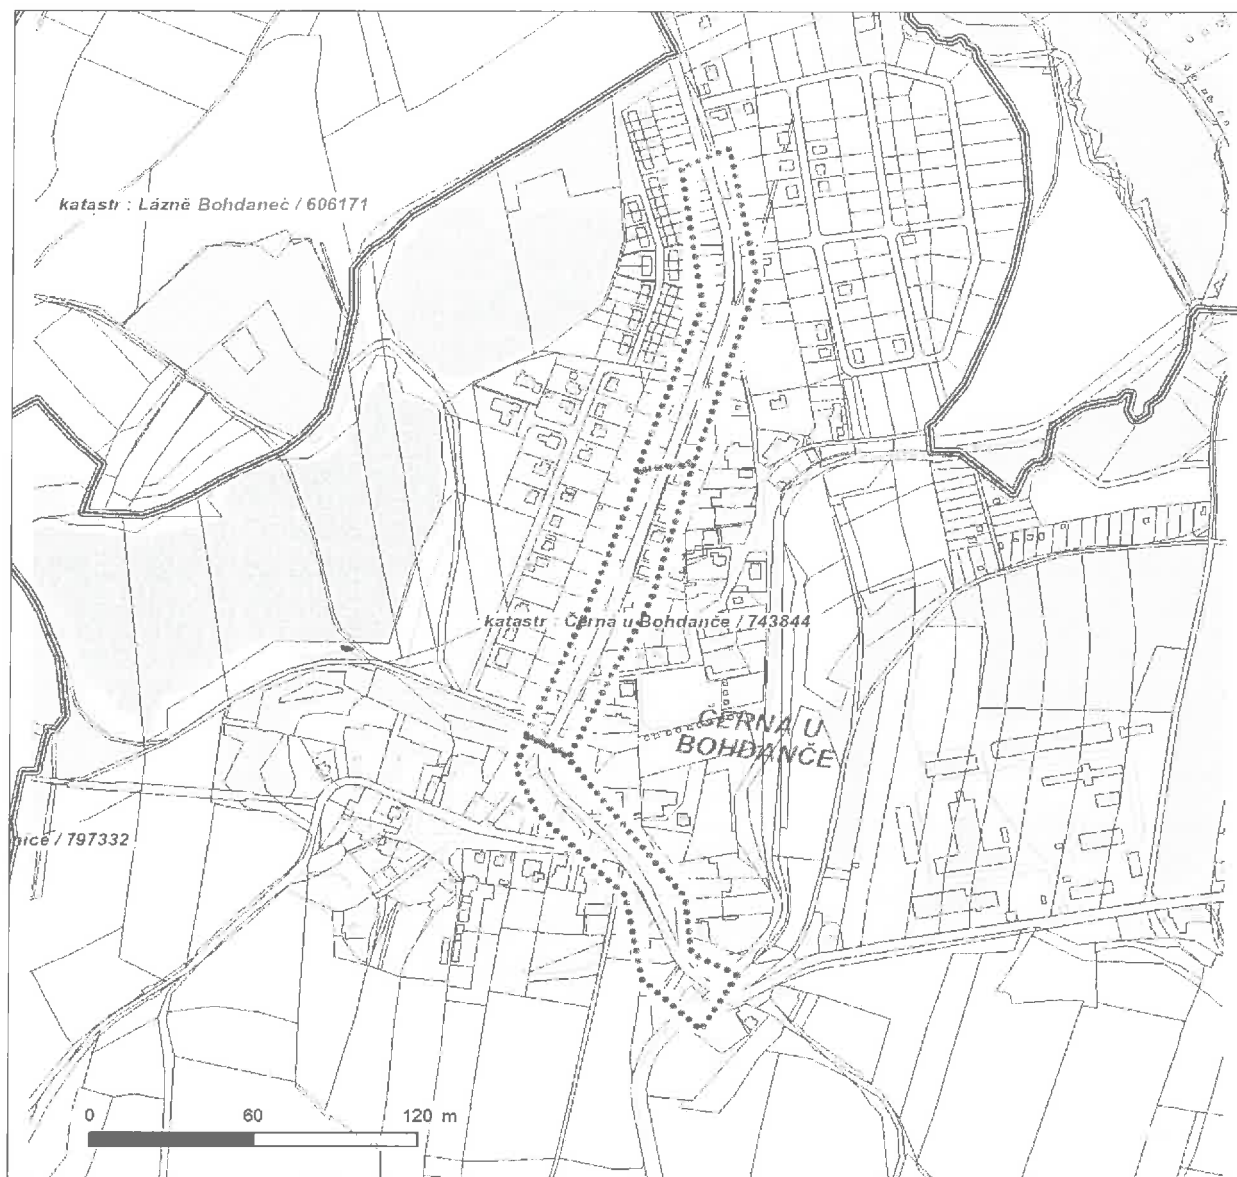 katastr : Lázně Bohdaneč / 606171
katastr : Černá u Bohdanče / 743844
ČERNÁ U
BOHDANČE
nice / 797332
0 60 120 m